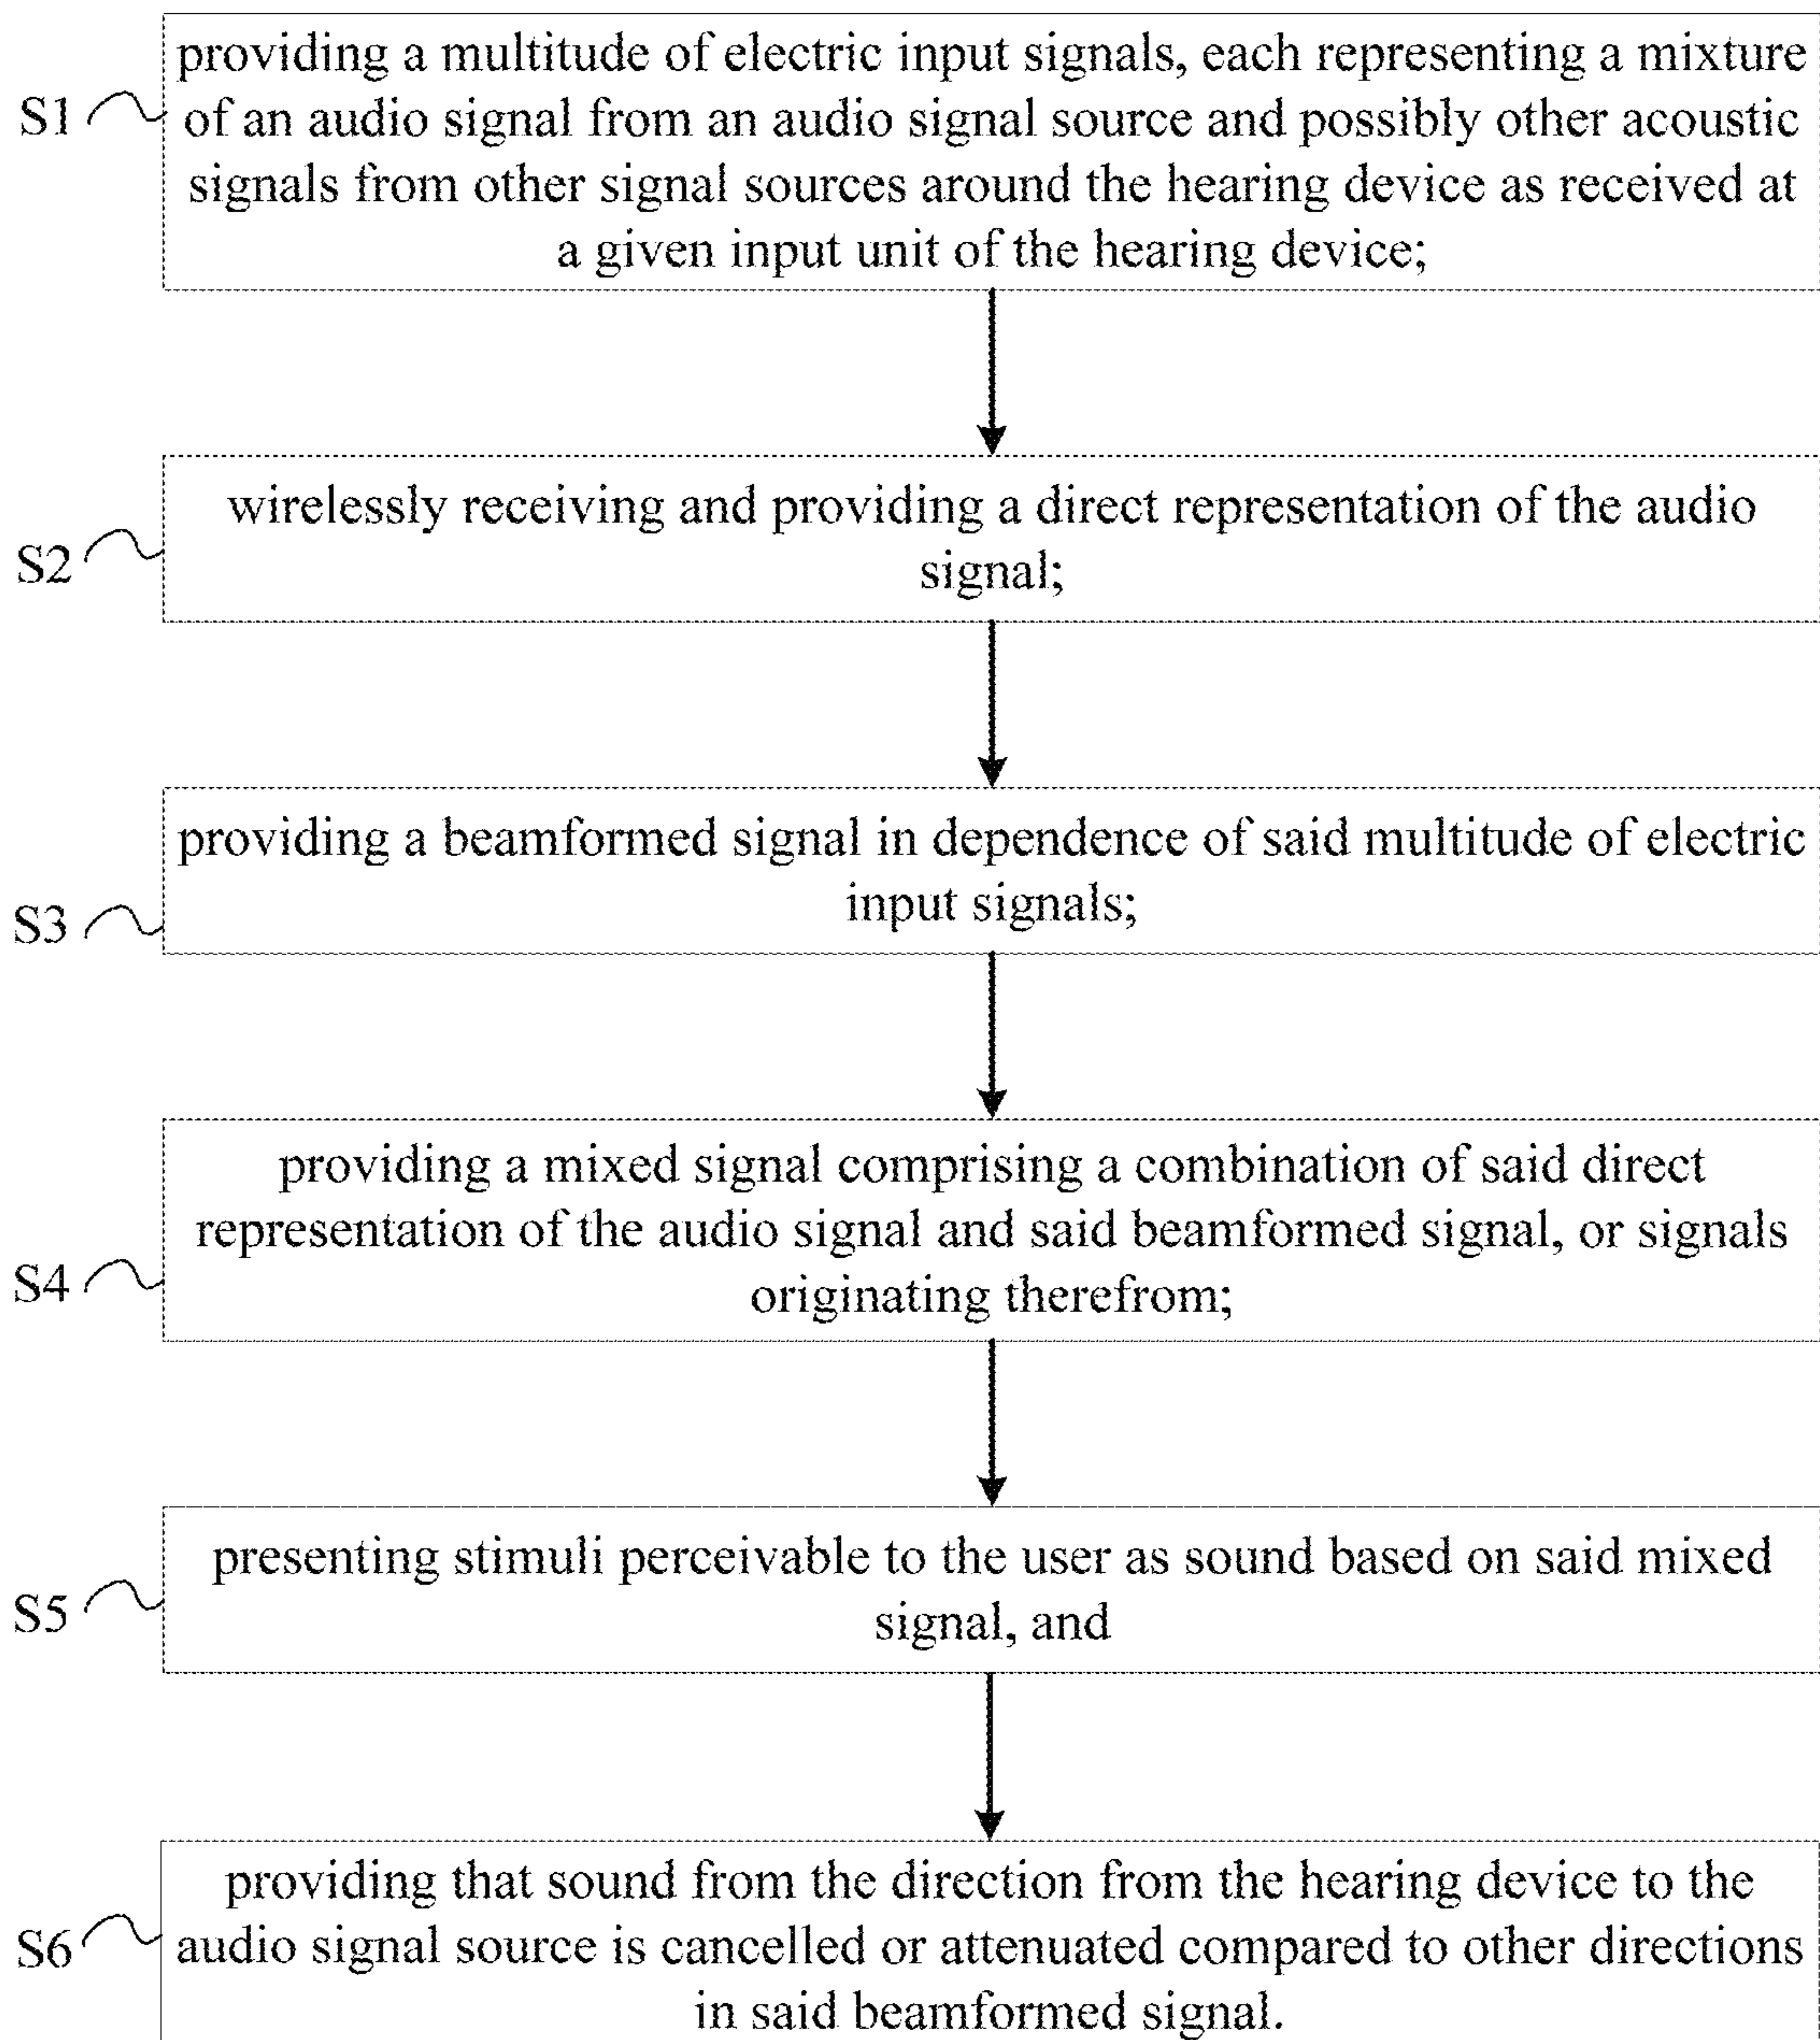 S1
providing a multitude of electric input signals, each representing a mixture
of an audio signal from an audio signal source and possibly other acoustic
signals from other signal sources around the hearing device as received at
a given input unit of the hearing device;
S2
wirelessly receiving and providing a direct representation of the audio
signal;
S3
providing a beamformed signal in dependence of said multitude of electric
input signals;
S4
providing a mixed signal comprising a combination of said direct
representation of the audio signal and said beamformed signal, or signals
originating therefrom;
S5
presenting stimuli perceivable to the user as sound based on said mixed
signal, and
S6
providing that sound from the direction from the hearing device to the
audio signal source is cancelled or attenuated compared to other directions
in said beamformed signal.